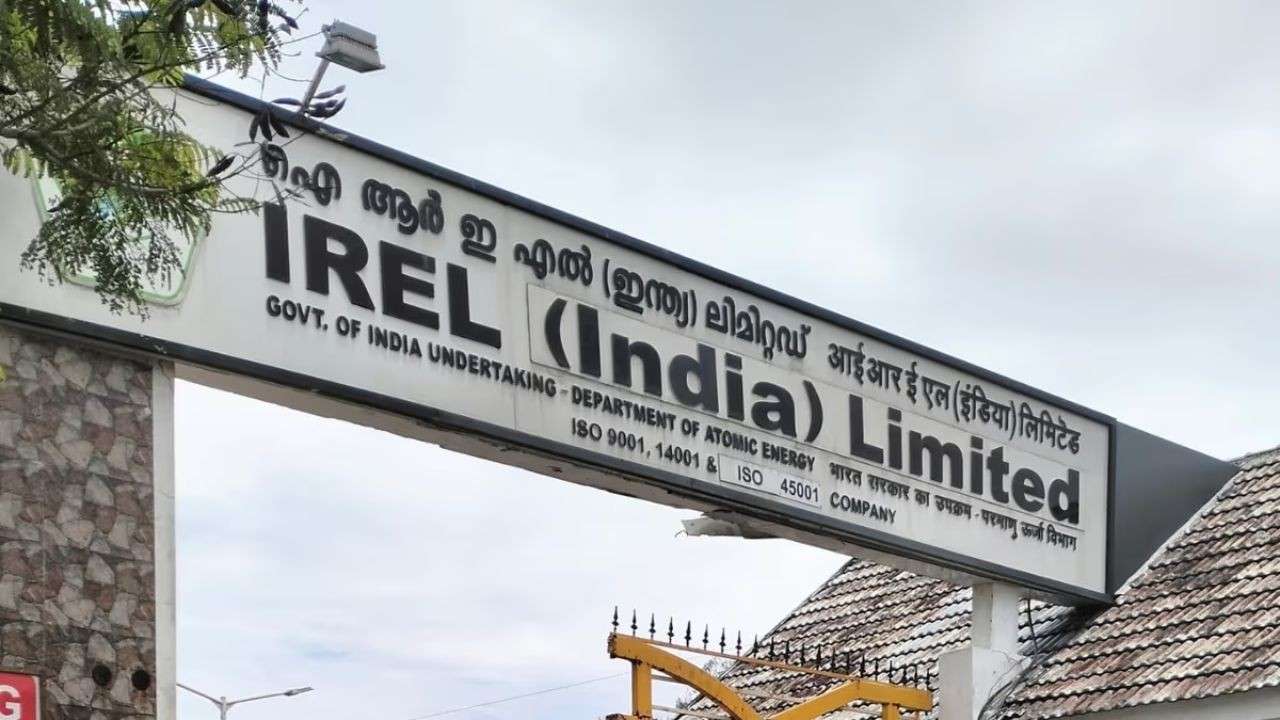 ഐ ആർ ഇ എൽ (ഇന്ത്യ) ലിമിറ്റഡ് आईआर ई एल (इंडिया) लिमिटेड
IREL (India) Limited
GOVT. OF INDIA UNDERTAKING - DEPARTMENT OF ATOMIC ENERGY भारत सरकार का उपक्रम - परमाणु ऊर्जा विभाग
ISO 9001, 14001 & ISO 45001 COMPANY
G